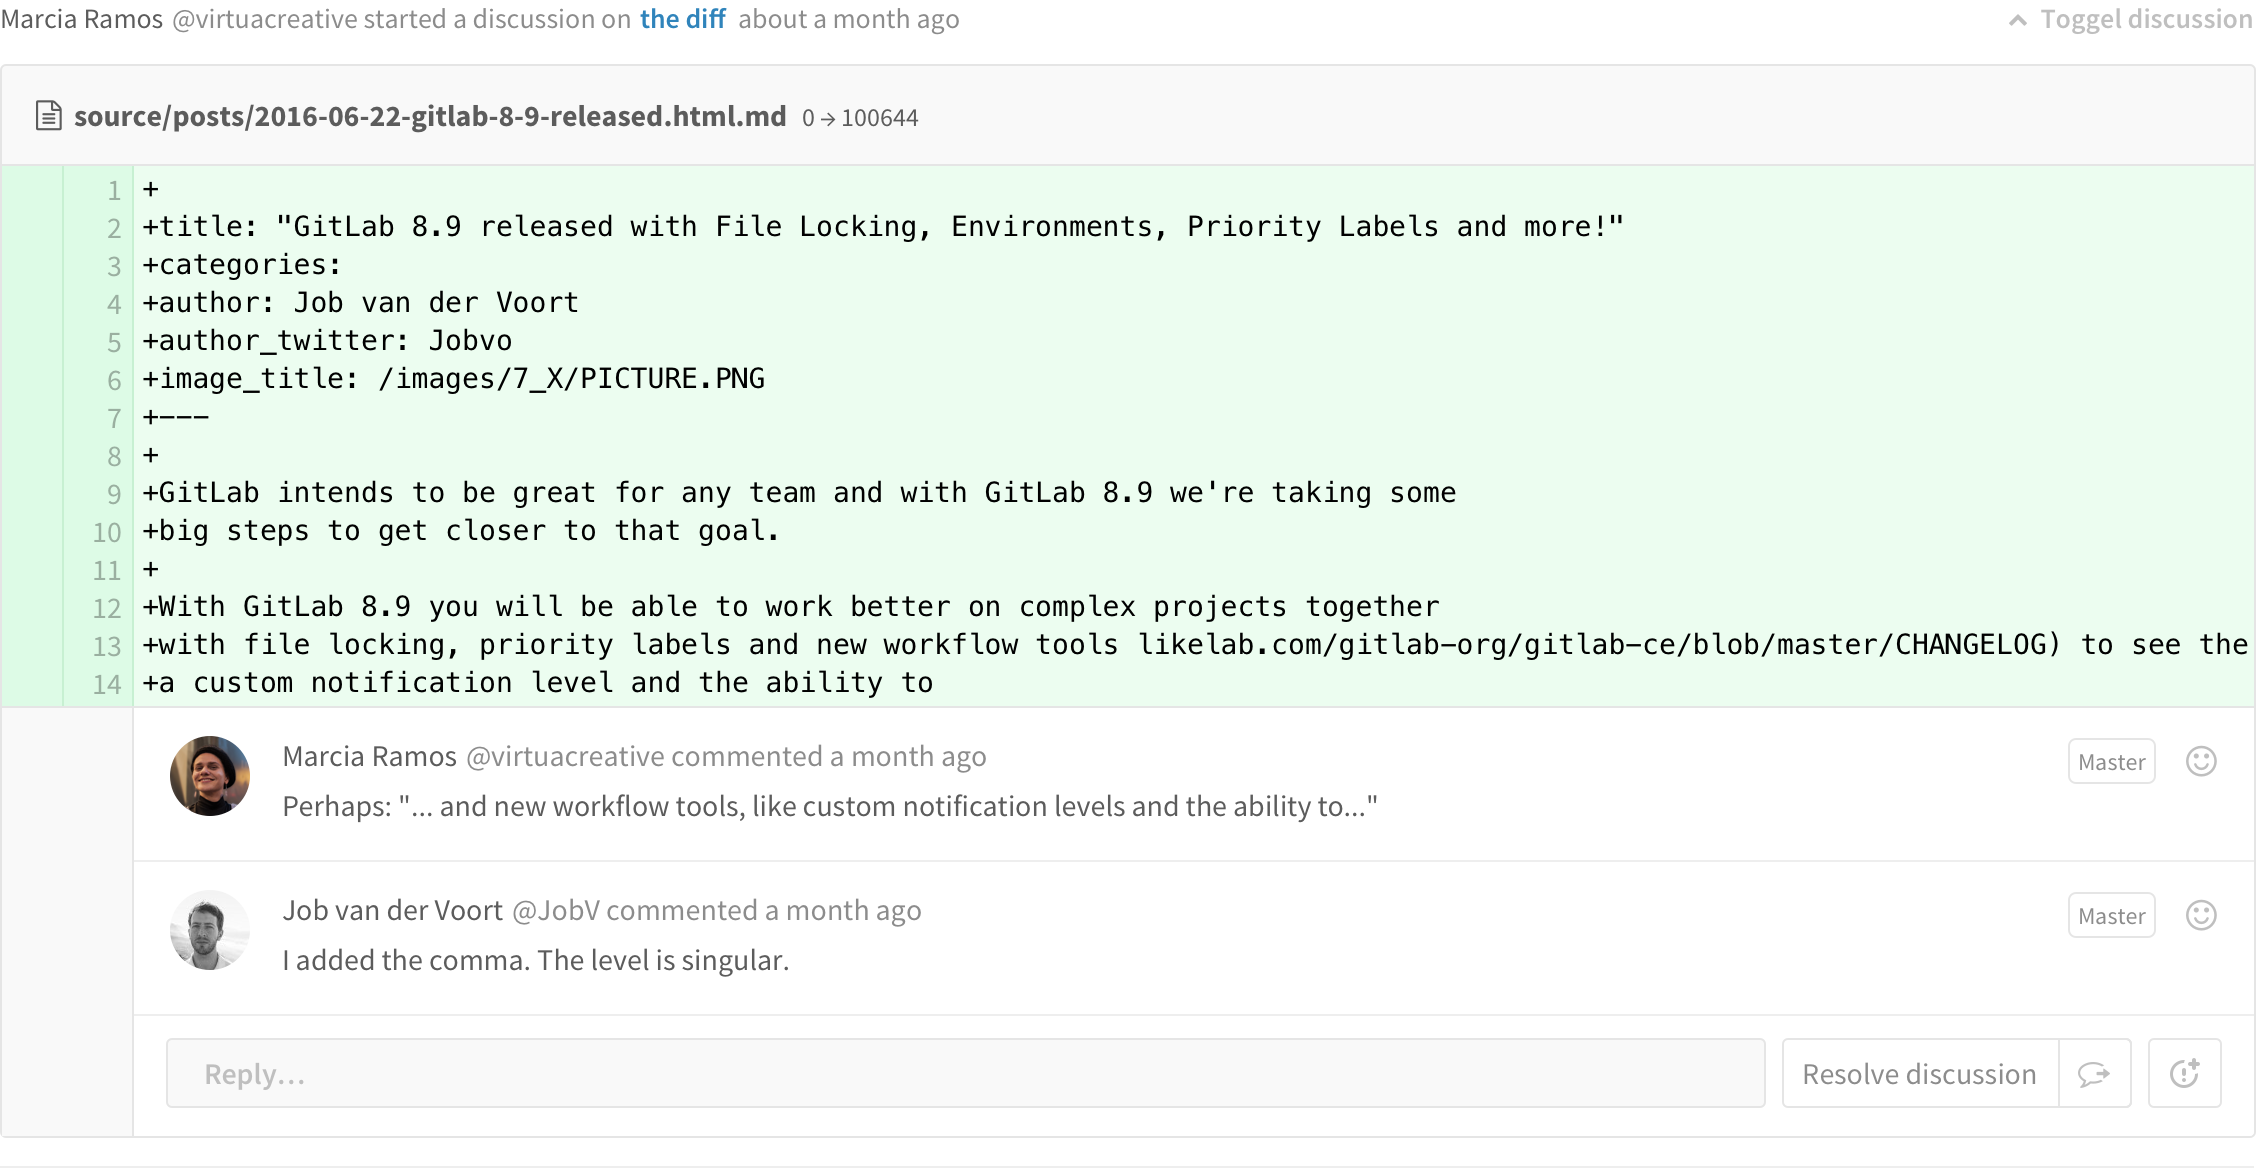 Marcia Ramos @virtuacreative started a discussion on the diff about a month ago
Toggel discussion
source/posts/2016-06-22-gitlab-8-9-released.html.md 0 → 100644
1 +
2 +title: "GitLab 8.9 released with File Locking, Environments, Priority Labels and more!"
3 +categories:
4 +author: Job van der Voort
5 +author_twitter: Jobvo
6 +image_title: /images/7_X/PICTURE.PNG
7 +---
8 +
9 +GitLab intends to be great for any team and with GitLab 8.9 we're taking some
10 +big steps to get closer to that goal.
11 +
12 +With GitLab 8.9 you will be able to work better on complex projects together
13 +with file locking, priority labels and new workflow tools likelab.com/gitlab-org/gitlab-ce/blob/master/CHANGELOG) to see the
14 +a custom notification level and the ability to
Marcia Ramos @virtuacreative commented a month ago
Master
Perhaps: "... and new workflow tools, like custom notification levels and the ability to..."
Job van der Voort @JobV commented a month ago
Master
I added the comma. The level is singular.
Reply...
Resolve discussion